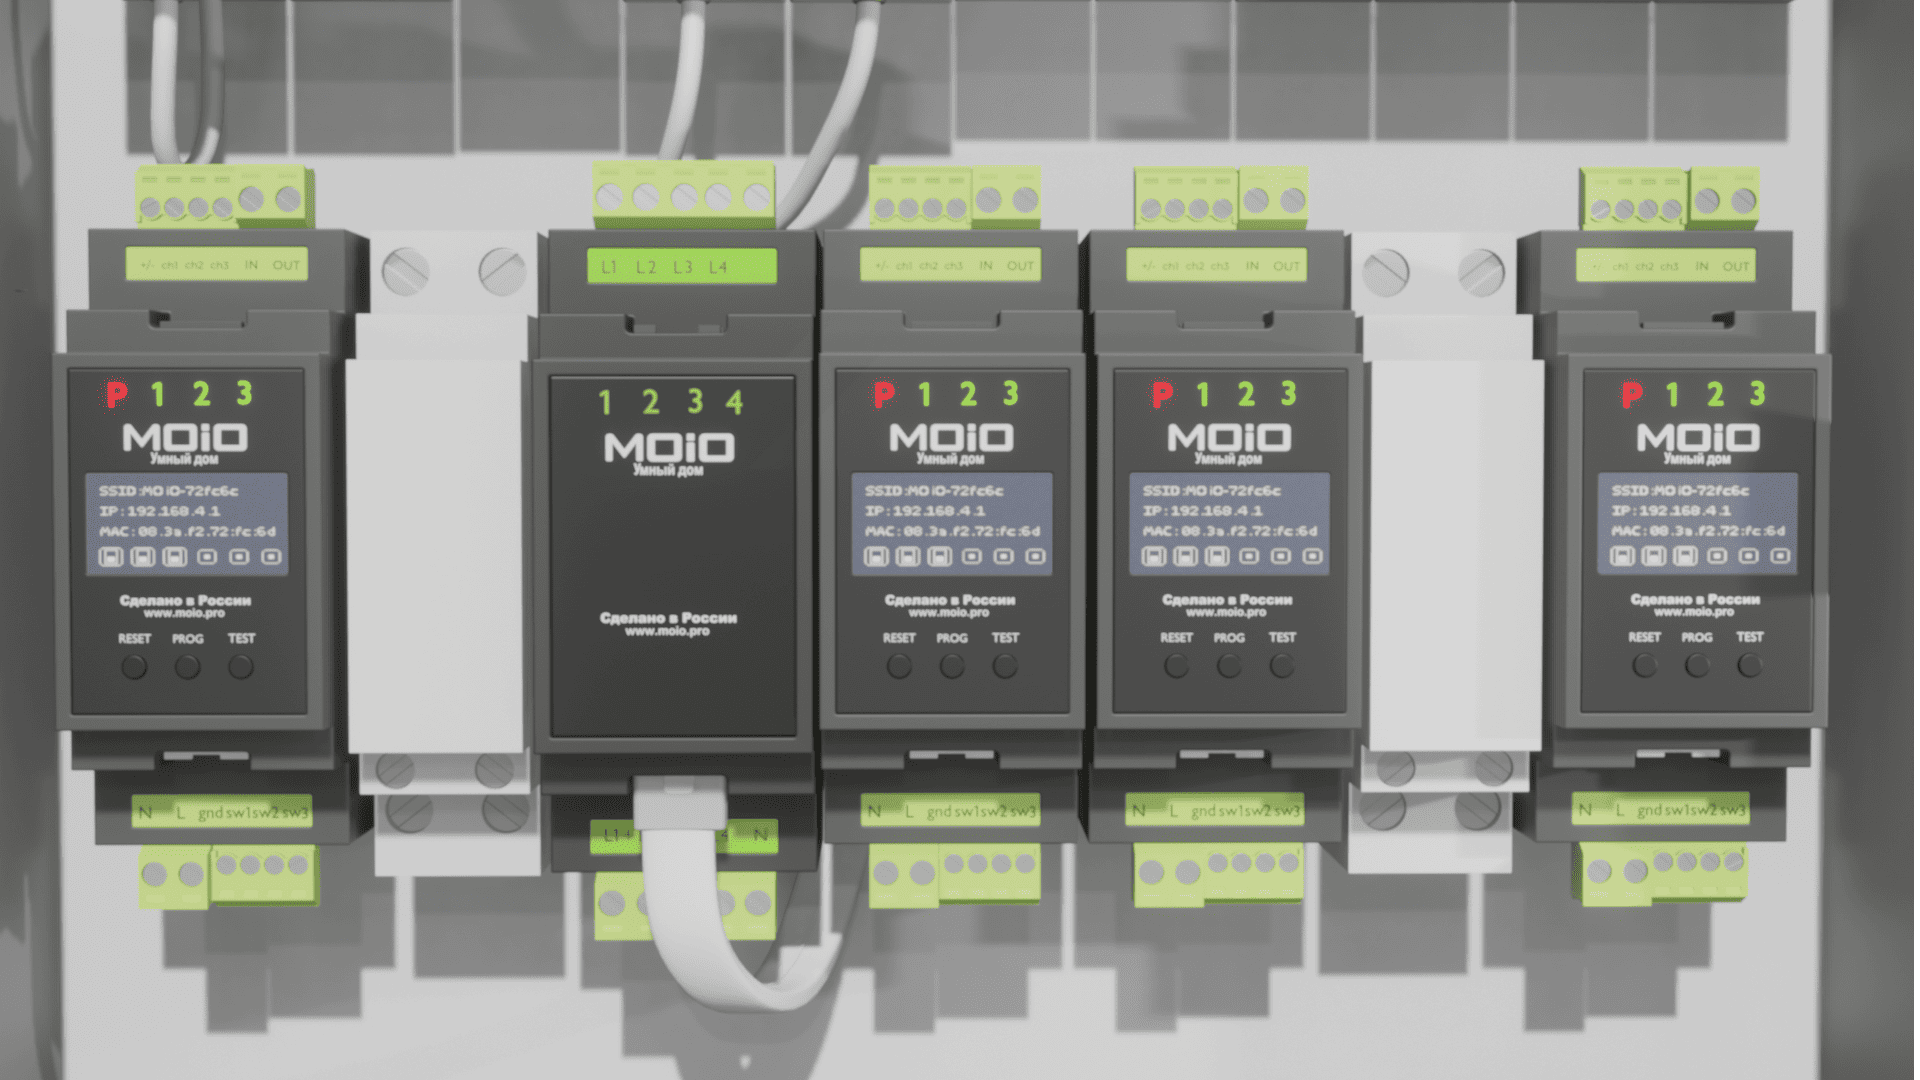 +/- ch1 ch2 ch3 IN OUT
P 1 2 3
MOiO
Умный дом
SSID:MOiO-72fc6c
IP:192.168.4.1
MAC:08.3a.f2.72:fc:6d
Сделано в России
www.moio.pro
RESET PROG TEST
N L gnd sw1 sw2 sw3
L1 L2 L3 L4
1 2 3 4
MOiO
Умный дом
Сделано в России
www.moio.pro
L1 N
+/- ch1 ch2 ch3 IN OUT
P 1 2 3
MOiO
Умный дом
SSID:MOiO-72fc6c
IP:192.168.4.1
MAC:08.3a.f2.72:fc:6d
Сделано в России
www.moio.pro
RESET PROG TEST
N L gnd sw1 sw2 sw3
+/- ch1 ch2 ch3 IN OUT
P 1 2 3
MOiO
Умный дом
SSID:MOiO-72fc6c
IP:192.168.4.1
MAC:08.3a.f2.72:fc:6d
Сделано в России
www.moio.pro
RESET PROG TEST
N L gnd sw1 sw2 sw3
+/- ch1 ch2 ch3 IN OUT
P 1 2 3
MOiO
Умный дом
SSID:MOiO-72fc6c
IP:192.168.4.1
MAC:08.3a.f2.72:fc:6d
Сделано в России
www.moio.pro
RESET PROG TEST
N L gnd sw1 sw2 sw3